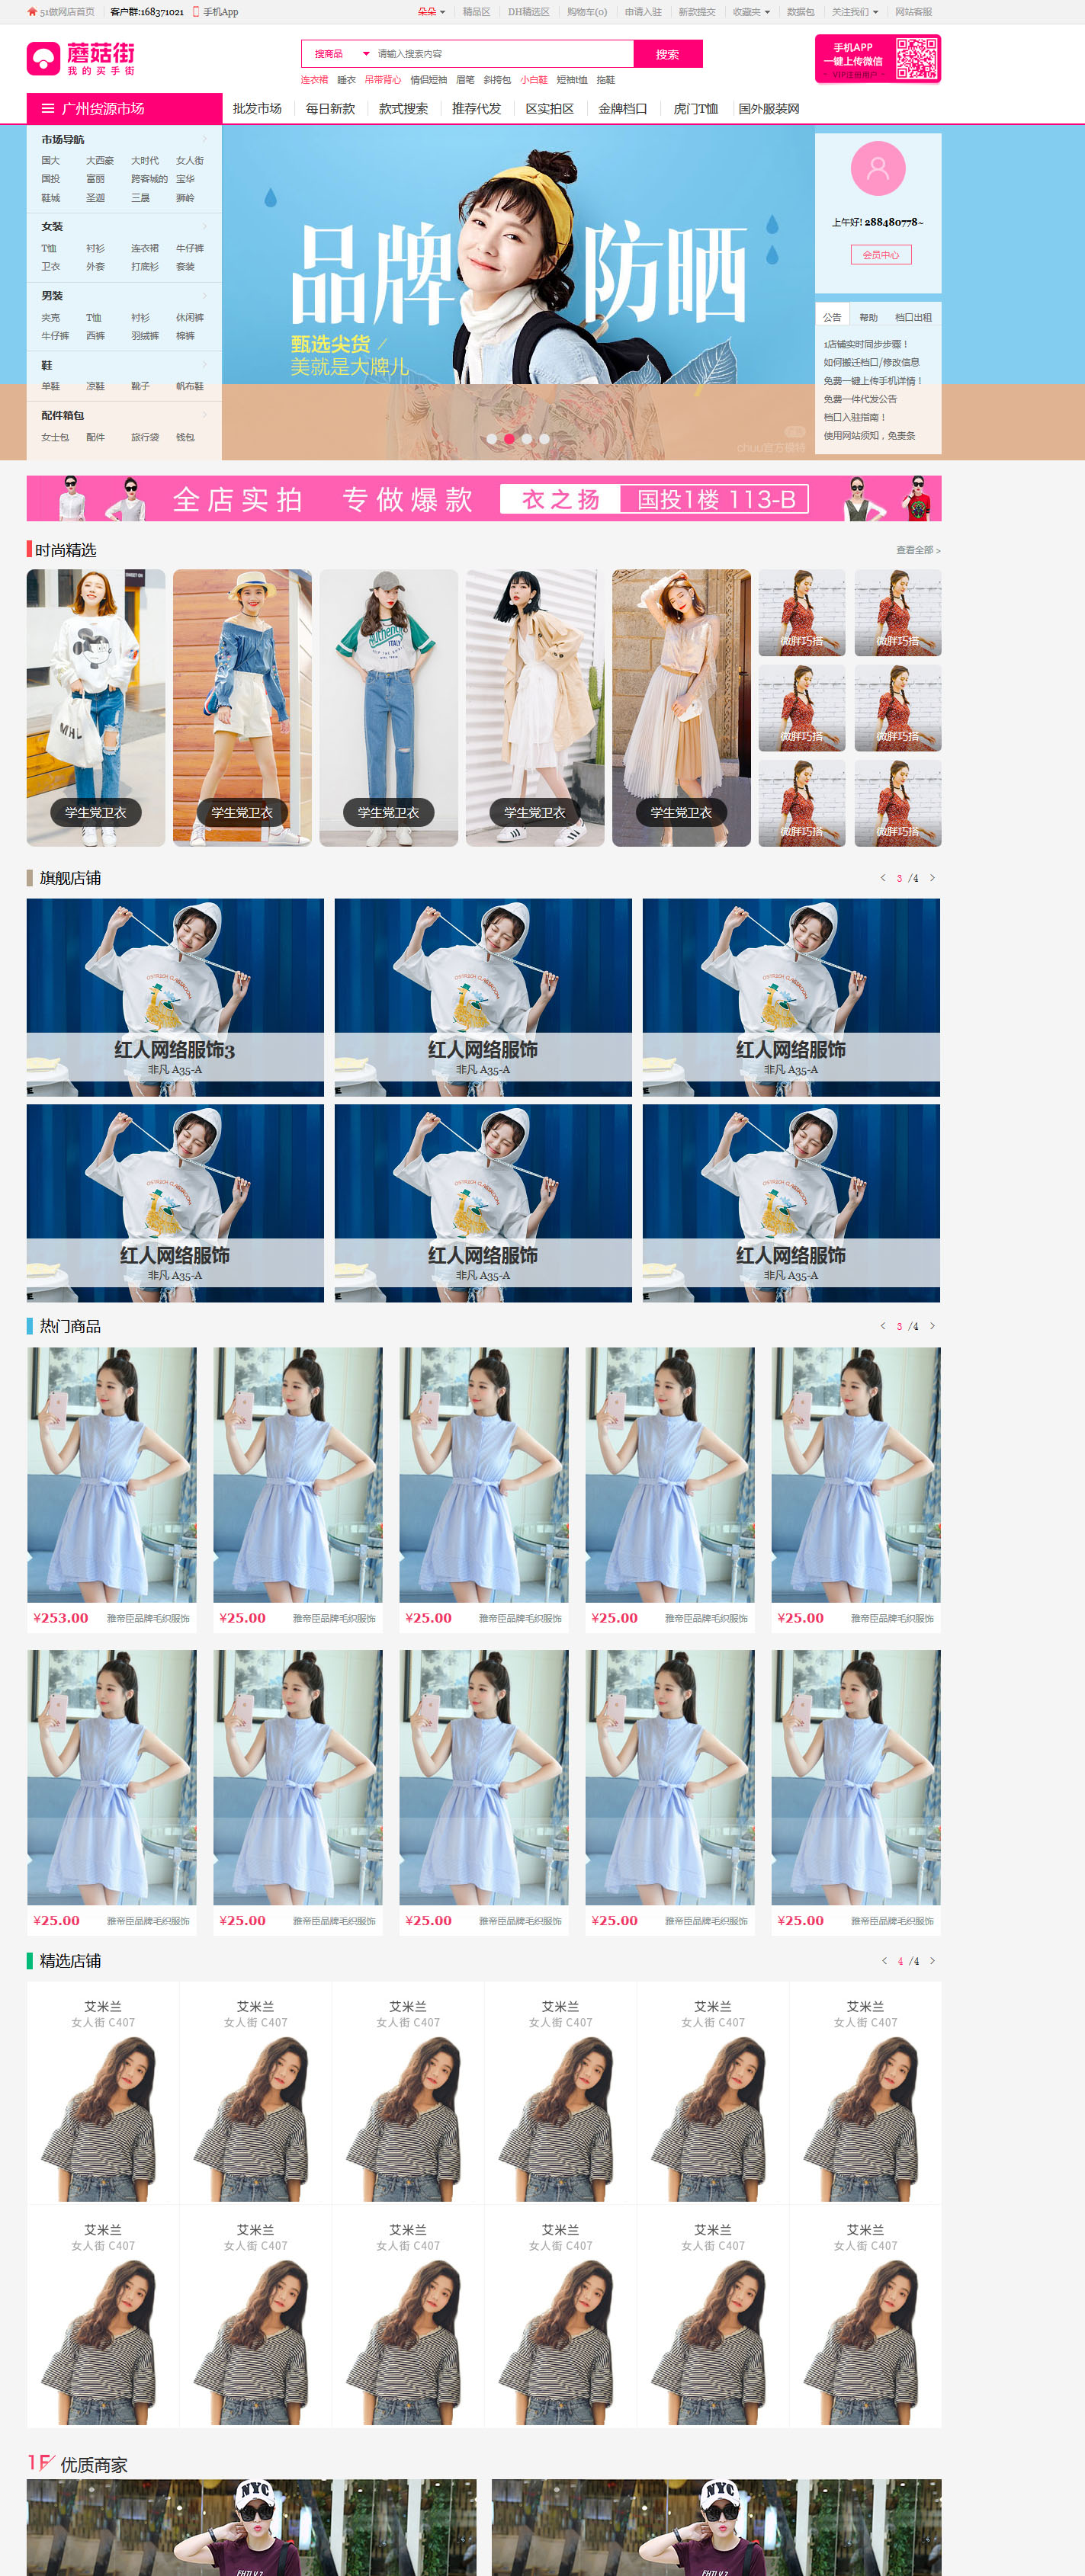 51做网店首页 客户群:168371021 手机App 朵朵 精品区 DH精选区 购物车(0) 申请入驻 新款提交 收藏夹 数据包 关注我们 网站客服
蘑菇街
我的买手街
搜商品 请输入搜索内容 搜索
连衣裙 睡衣 吊带背心 情侣短袖 眉笔 斜挎包 小白鞋 短袖t恤 拖鞋
手机APP
一键上传微信
VIP注册用户
广州货源市场 批发市场 每日新款 款式搜索 推荐代发 区实拍区 金牌档口 虎门T恤 国外服装网
市场导航
国大 大西豪 大时代 女人街
国投 富丽 跨客城的 宝华
鞋城 圣迦 三晟 狮岭
女装
T恤 衬衫 连衣裙 牛仔裤
卫衣 外套 打底衫 套装
男装
夹克 T恤 衬衫 休闲裤
牛仔裤 西裤 羽绒裤 棉裤
鞋
单鞋 凉鞋 靴子 帆布鞋
配件箱包
女士包 配件 旅行袋 钱包
品牌 防晒
甄选尖货
美就是大牌儿
chuu官方模特
上午好! 288480778~
会员中心
公告 帮助 档口出租
1店铺实时同步步骤！
如何搬迁档口/修改信息
免费一键上传手机详情！
免费一件代发公告
档口入驻指南！
使用网站须知，免责条
全店实拍 专做爆款 衣之扬 国投1楼 113-B
时尚精选 查看全部 >
学生党卫衣 学生党卫衣 学生党卫衣 学生党卫衣 学生党卫衣
微胖巧搭 微胖巧搭
微胖巧搭 微胖巧搭
微胖巧搭 微胖巧搭
旗舰店铺 < 3 /4 >
红人网络服饰3 红人网络服饰 红人网络服饰
非凡 A35-A 非凡 A35-A 非凡 A35-A
红人网络服饰 红人网络服饰 红人网络服饰
非凡 A35-A 非凡 A35-A 非凡 A35-A
热门商品 < 3 /4 >
¥253.00 雅帝臣品牌毛织服饰 ¥25.00 雅帝臣品牌毛织服饰 ¥25.00 雅帝臣品牌毛织服饰 ¥25.00 雅帝臣品牌毛织服饰 ¥25.00 雅帝臣品牌毛织服饰
¥25.00 雅帝臣品牌毛织服饰 ¥25.00 雅帝臣品牌毛织服饰 ¥25.00 雅帝臣品牌毛织服饰 ¥25.00 雅帝臣品牌毛织服饰 ¥25.00 雅帝臣品牌毛织服饰
精选店铺 < 4 /4 >
艾米兰 艾米兰 艾米兰 艾米兰 艾米兰 艾米兰
女人街 C407 女人街 C407 女人街 C407 女人街 C407 女人街 C407 女人街 C407
艾米兰 艾米兰 艾米兰 艾米兰 艾米兰 艾米兰
女人街 C407 女人街 C407 女人街 C407 女人街 C407 女人街 C407 女人街 C407
1F 优质商家
NYC NYC